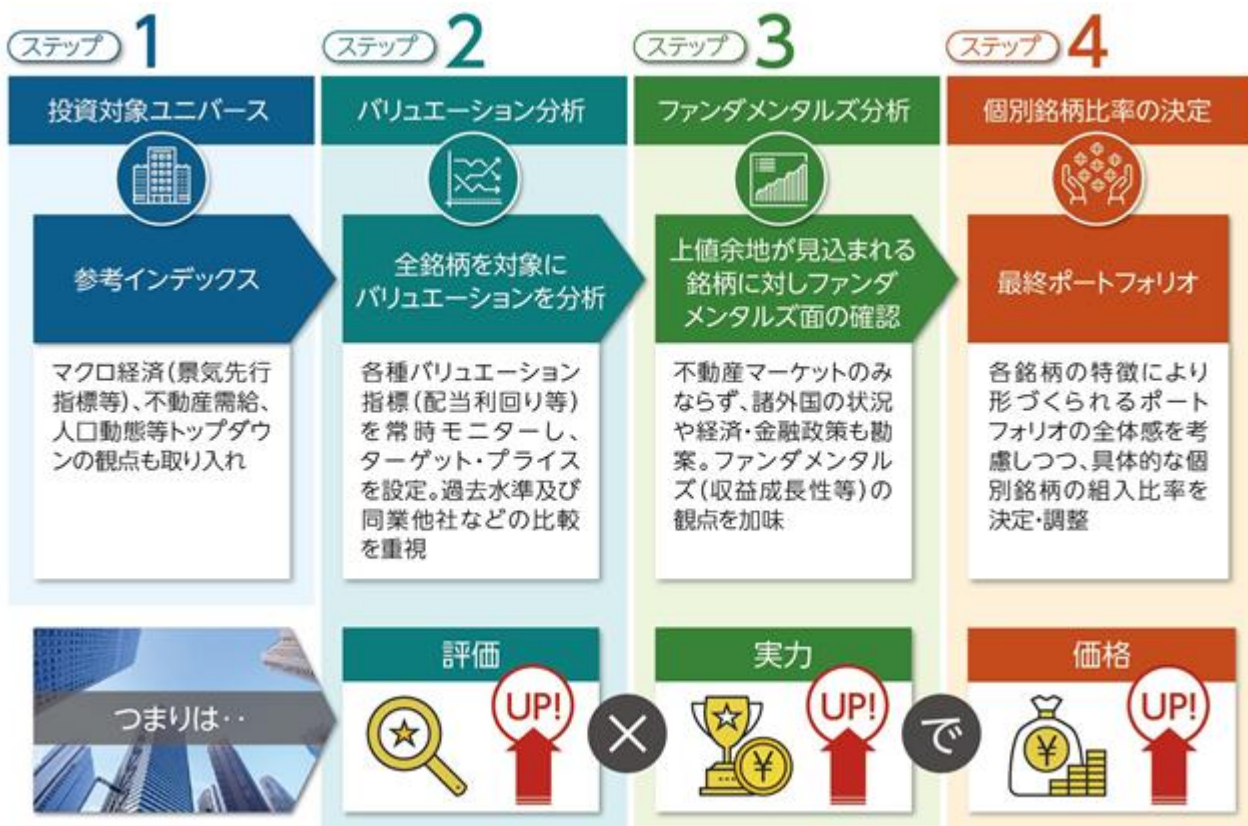 ステップ 1
投資対象ユニバース
参考インデックス
マクロ経済(景気先行
指標等)、不動産需給、
人口動態等トップダウ
ンの観点も取り入れ
ステップ 2
バリュエーション分析
全銘柄を対象に
バリュエーションを分析
各種バリュエーション
指標(配当利回り等)
を常時モニターし、
ターゲット・プライス
を設定。過去水準及び
同業他社などの比較
を重視
ステップ 3
ファンダメンタルズ分析
上値余地が見込まれる
銘柄に対しファンダ
メンタルズ面の確認
不動産マーケットのみ
ならず、諸外国の状況
や経済・金融政策も勘
案。ファンダメンタル
ズ(収益成長性等)の
観点を加味
ステップ 4
個別銘柄比率の決定
最終ポートフォリオ
各銘柄の特徴により
形づくられるポート
フォリオの全体感を考
慮しつつ、具体的な個
別銘柄の組入比率を
決定・調整
つまりは‥
評価
UP!
×
実力
¥
UP!
で
価格
¥
UP!